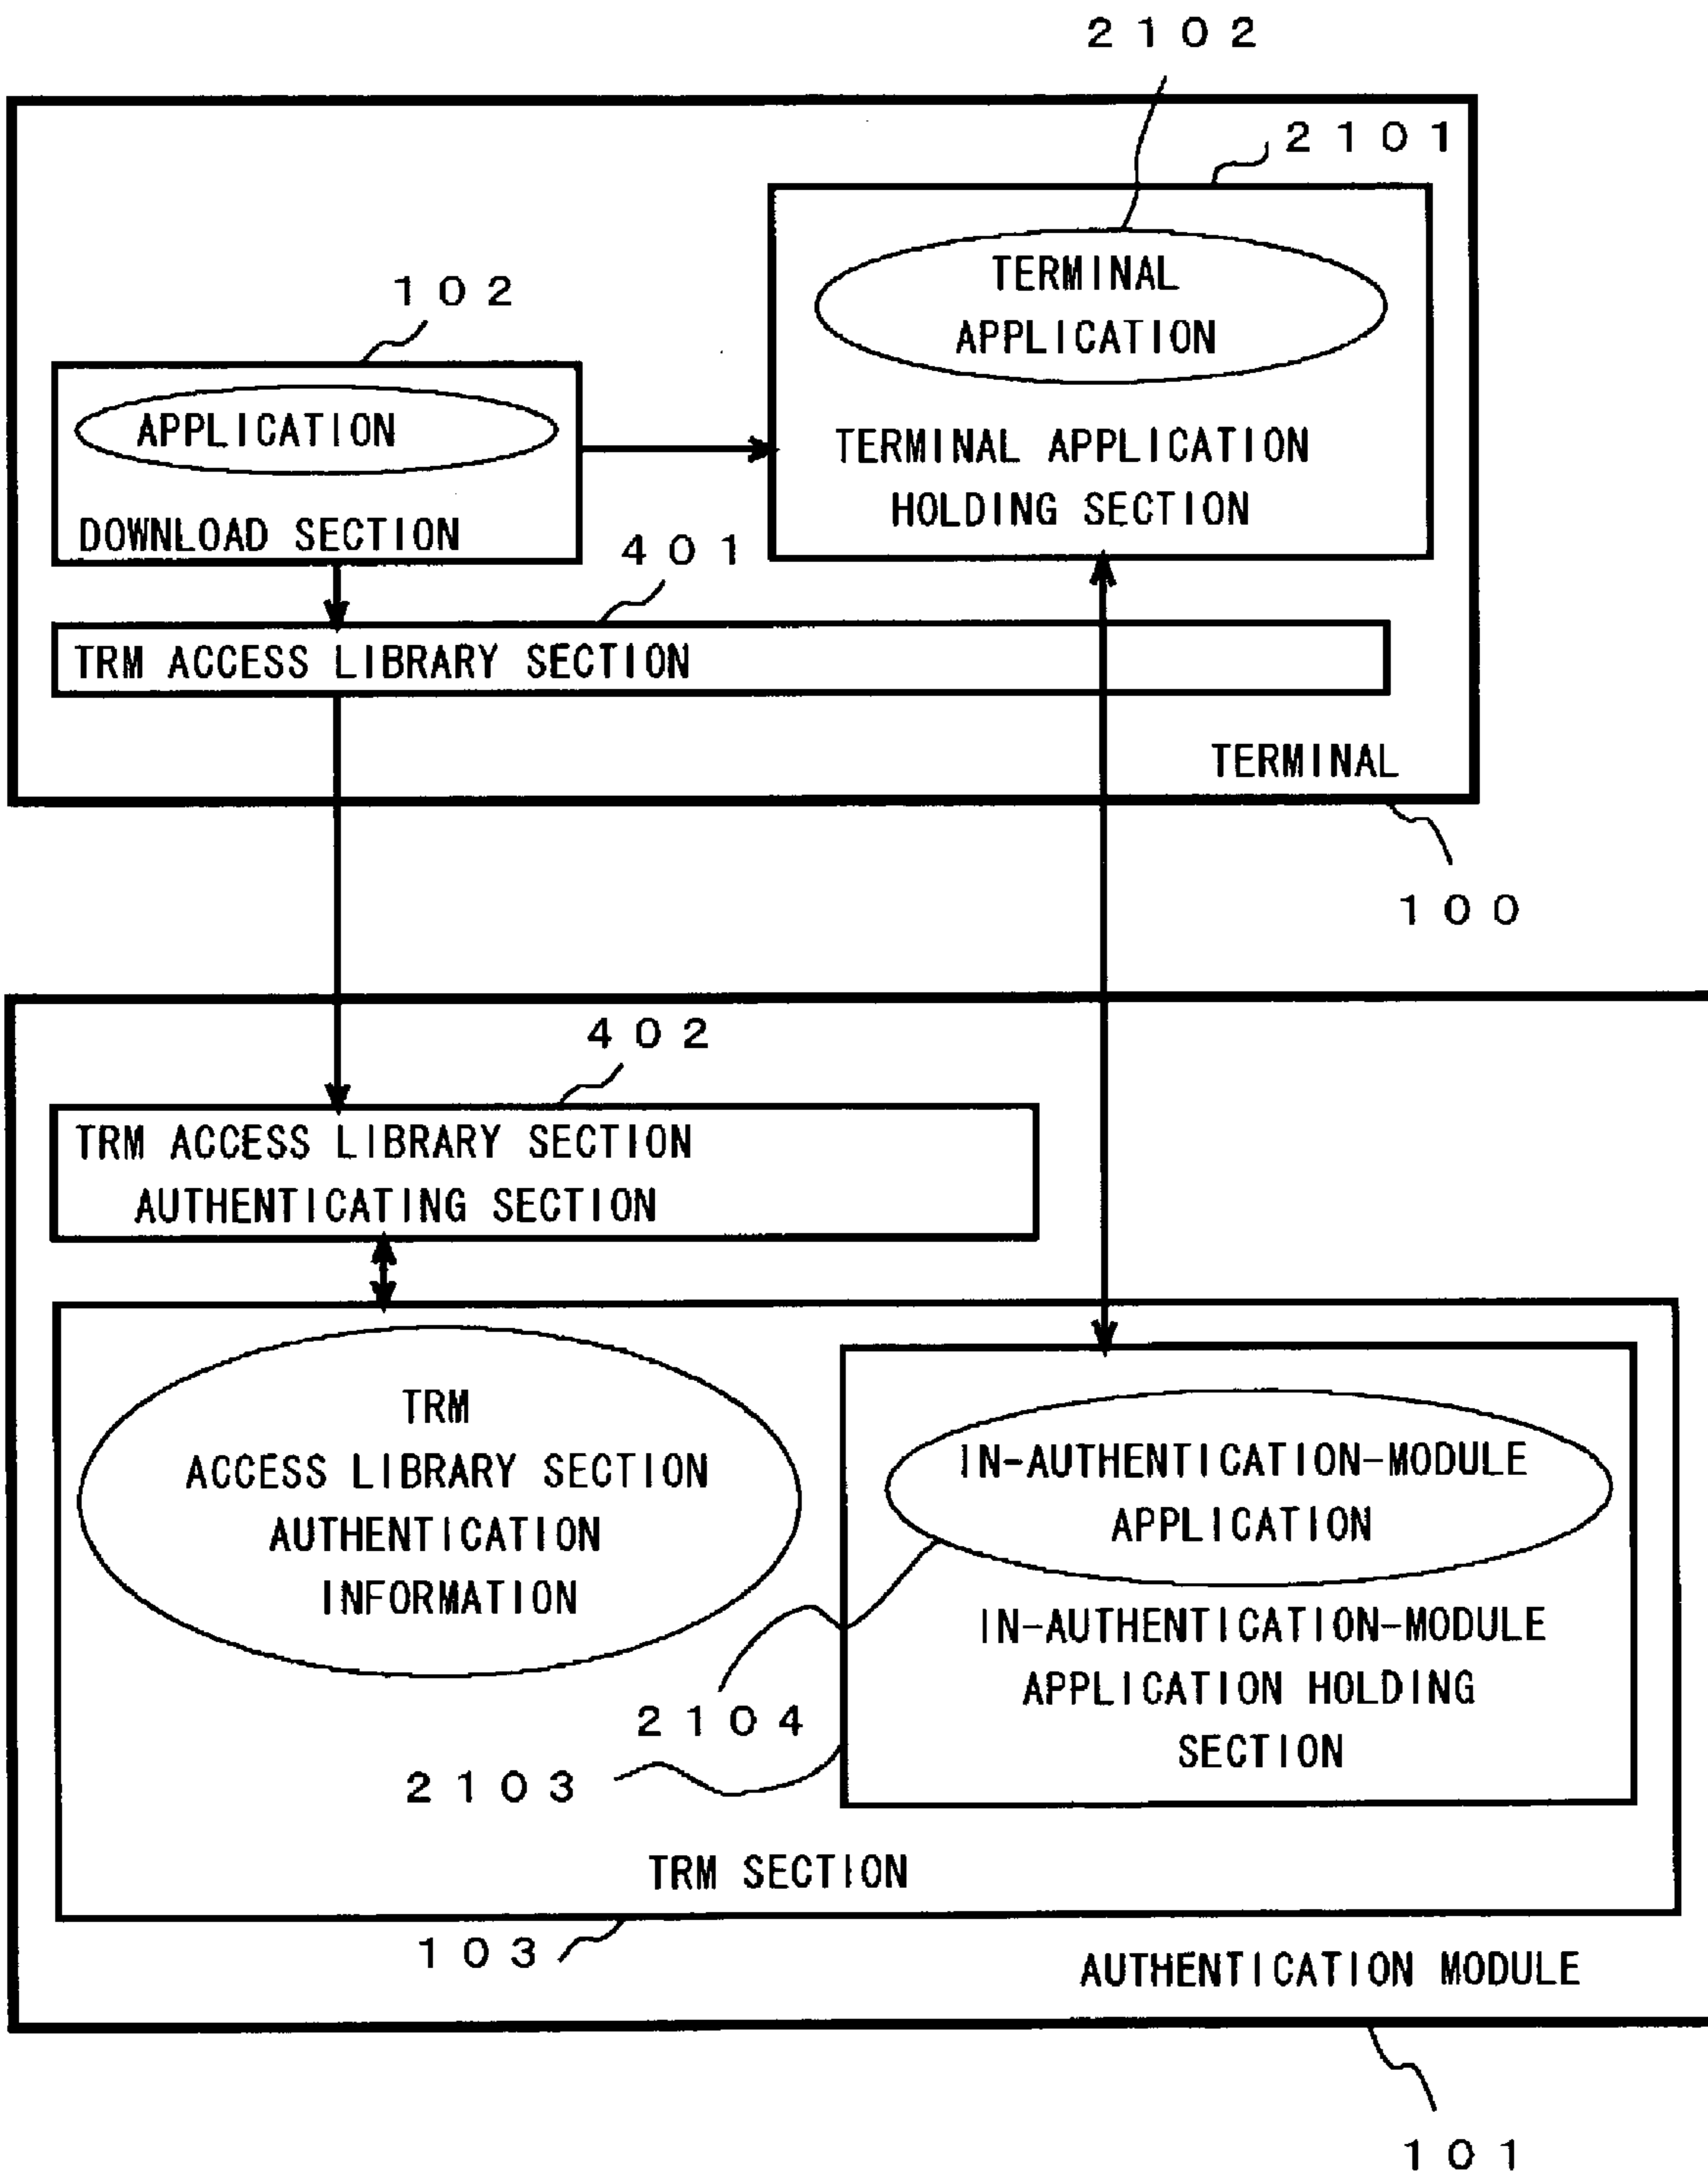 2102
2101
TERMINAL
APPLICATION
102
APPLICATION
TERMINAL APPLICATION
HOLDING SECTION
DOWNLOAD SECTION
401
TRM ACCESS LIBRARY SECTION
TERMINAL
100
402
TRM ACCESS LIBRARY SECTION
AUTHENTICATING SECTION
TRM
ACCESS LIBRARY SECTION
AUTHENTICATION
INFORMATION
IN-AUTHENTICATION-MODULE
APPLICATION
IN-AUTHENTICATION-MODULE
APPLICATION HOLDING
SECTION
2104
2103
TRM SECTION
103
AUTHENTICATION MODULE
101